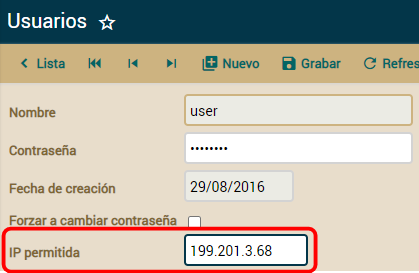 Usuarios
Lista Nuevo Grabar Refres
Nombre user
Contraseña ••••••••
Fecha de creación 29/08/2016
Forzar a cambiar contraseña
IP permitida 199.201.3.68